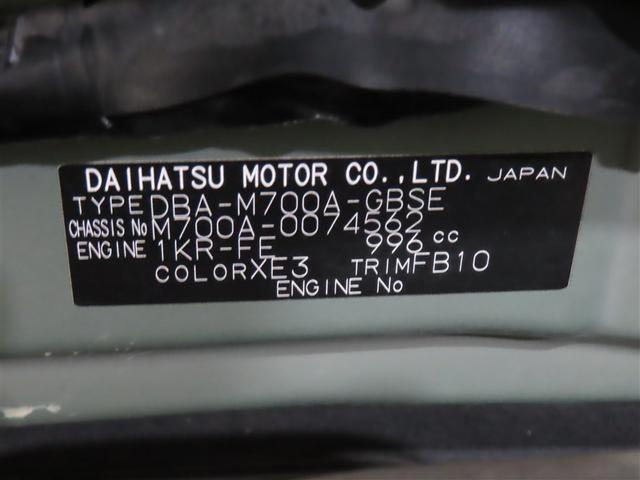 DAIHATSU MOTOR CO.,LTD. JAPAN
TYPE DBA-M700A-GBSE
CHASSIS No M700A-0074562
ENGINE 1KR-FE 996 cc
COLOR XE3 TRIM FB10
ENGINE No